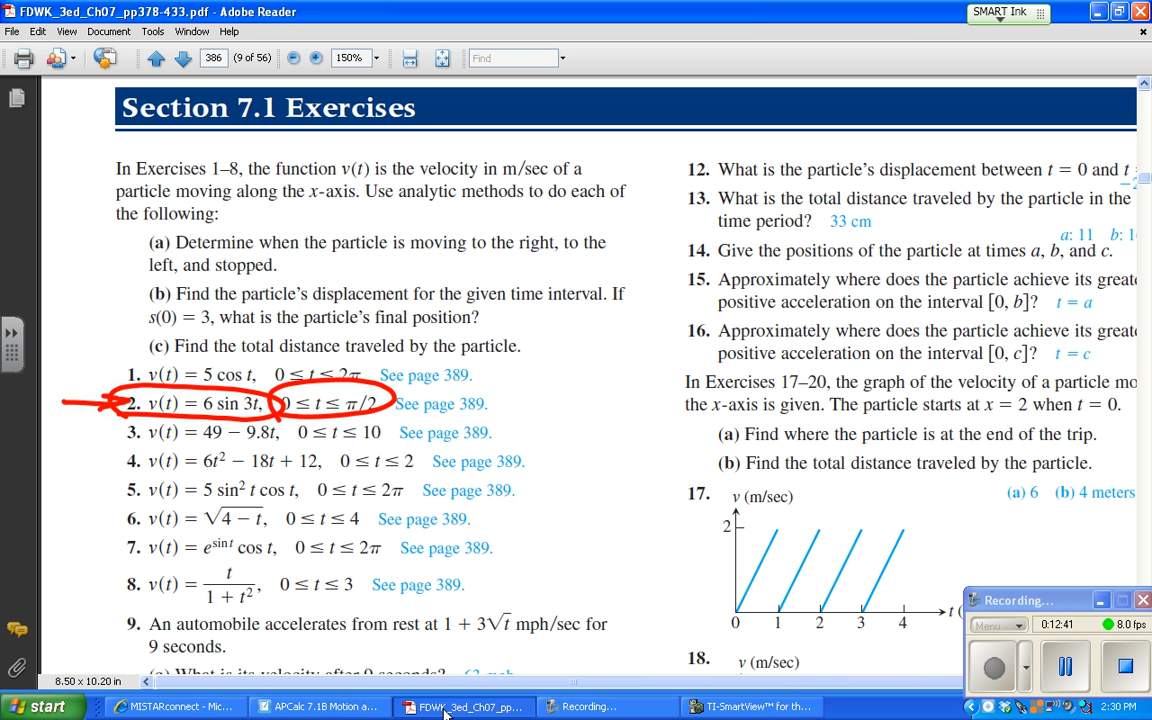 FDWK_3ed_Ch07_pp378-433.pdf - Adobe Reader
SMART Ink
File Edit View Document Tools Window Help
386 (9 of 56) 150% Find
Section 7.1 Exercises
In Exercises 1–8, the function v(t) is the velocity in m/sec of a
particle moving along the x-axis. Use analytic methods to do each of
the following:
(a) Determine when the particle is moving to the right, to the
left, and stopped.
(b) Find the particle's displacement for the given time interval. If
s(0) = 3, what is the particle's final position?
(c) Find the total distance traveled by the particle.
1. v(t) = 5 cos t, 0 ≤ t ≤ 2π See page 389.
2. v(t) = 6 sin 3t, 0 ≤ t ≤ π/2 See page 389.
3. v(t) = 49 − 9.8t, 0 ≤ t ≤ 10 See page 389.
4. v(t) = 6t² − 18t + 12, 0 ≤ t ≤ 2 See page 389.
5. v(t) = 5 sin² t cos t, 0 ≤ t ≤ 2π See page 389.
6. v(t) = √4 − t, 0 ≤ t ≤ 4 See page 389.
7. v(t) = e^sin t cos t, 0 ≤ t ≤ 2π See page 389.
8. v(t) = t / (1 + t²), 0 ≤ t ≤ 3 See page 389.
9. An automobile accelerates from rest at 1 + 3√t mph/sec for
9 seconds.
(a) What is its velocity after 9 seconds? 63 mph
12. What is the particle's displacement between t = 0 and t
13. What is the total distance traveled by the particle in the
time period? 33 cm
a: 11 b: 1
14. Give the positions of the particle at times a, b, and c.
15. Approximately where does the particle achieve its great
positive acceleration on the interval [0, b]? t = a
16. Approximately where does the particle achieve its great
positive acceleration on the interval [0, c]? t = c
In Exercises 17–20, the graph of the velocity of a particle mo
the x-axis is given. The particle starts at x = 2 when t = 0.
(a) Find where the particle is at the end of the trip.
(b) Find the total distance traveled by the particle.
17. v (m/sec) (a) 6 (b) 4 meters
2
0 1 2 3 4 t (
18. v (m/sec)
8.50 x 10.20 in
Recording...
Menu 0:12:41 8.0 fps
start MISTARconnect - Mic... APCalc 7.1B Motion a... FDWK_3ed_Ch07_pp... Recording... TI-SmartView™ for th... 2:30 PM